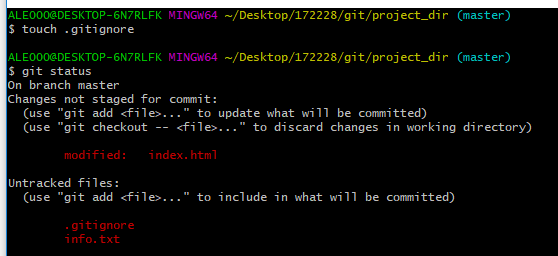 ALEOOO@DESKTOP-6N7RLFK MINGW64 ~/Desktop/172228/git/project_dir (master)
$ touch .gitignore
ALEOOO@DESKTOP-6N7RLFK MINGW64 ~/Desktop/172228/git/project_dir (master)
$ git status
On branch master
Changes not staged for commit:
  (use "git add <file>..." to update what will be committed)
  (use "git checkout -- <file>..." to discard changes in working directory)
        modified:   index.html
Untracked files:
  (use "git add <file>..." to include in what will be committed)
        .gitignore
        info.txt